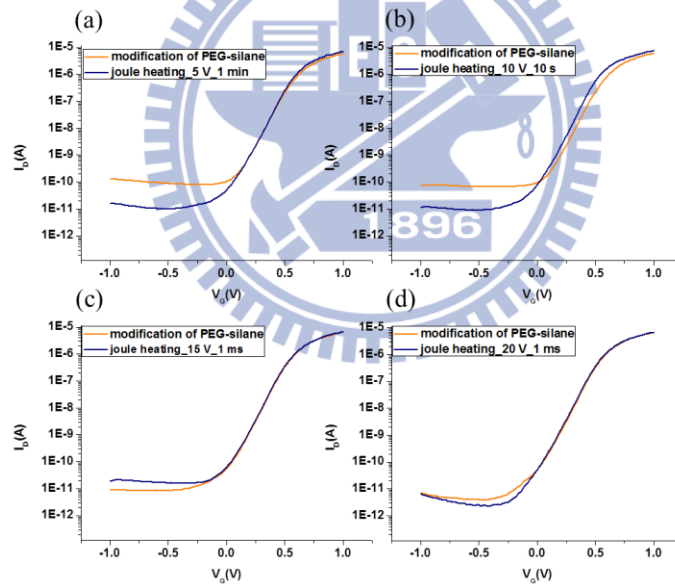 (a)
modification of PEG-silane
joule heating_5 V_1 min
1E-5
1E-6
1E-7
1E-8
1E-9
1E-10
1E-11
1E-12
I_D(A)
-1.0 -0.5 0.0 0.5 1.0
V_G(V)
(b)
modification of PEG-silane
joule heating_10 V_10 s
1E-5
1E-6
1E-7
1E-8
1E-9
1E-10
1E-11
1E-12
I_D(A)
-1.0 -0.5 0.0 0.5 1.0
V_G(V)
1896
(c)
modification of PEG-silane
joule heating_15 V_1 ms
1E-5
1E-6
1E-7
1E-8
1E-9
1E-10
1E-11
1E-12
I_D(A)
-1.0 -0.5 0.0 0.5 1.0
V_G(V)
(d)
modification of PEG-silane
joule heating_20 V_1 ms
1E-5
1E-6
1E-7
1E-8
1E-9
1E-10
1E-11
1E-12
I_D(A)
-1.0 -0.5 0.0 0.5 1.0
V_G(V)